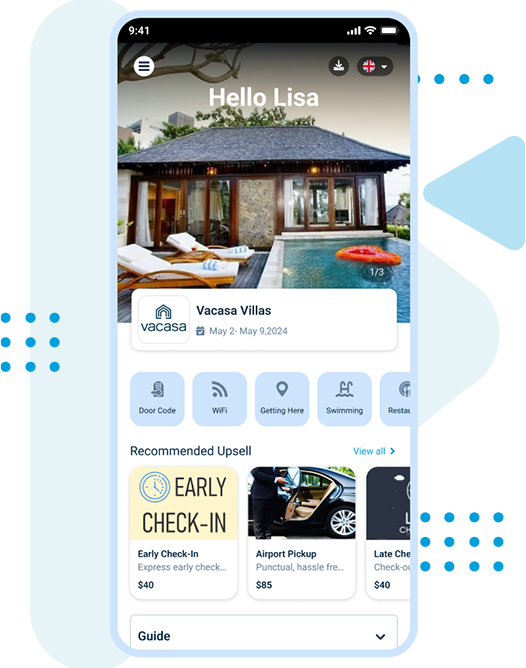 9:41
Hello Lisa
1/3
vacasa
Vacasa Villas
May 2- May 9,2024
Door Code
WiFi
Getting Here
Swimming
Restau
Recommended Upsell
View all
EARLY
CHECK-IN
L
CH
Early Check-In
Express early check...
$40
Airport Pickup
Punctual, hassle fre...
$85
Late Che
Check-ou
$40
Guide